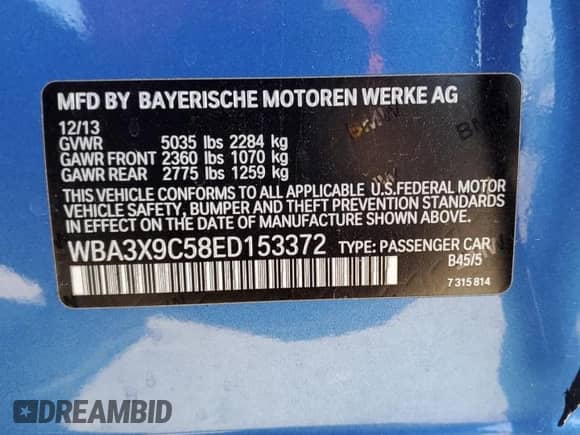 MFD BY BAYERISCHE MOTOREN WERKE AG
12/13
GVWR 5035 lbs 2284 kg
GAWR FRONT 2360 lbs 1070 kg
GAWR REAR 2775 lbs 1259 kg
THIS VEHICLE CONFORMS TO ALL APPLICABLE U.S.FEDERAL MOTOR
VEHICLE SAFETY, BUMPER AND THEFT PREVENTION STANDARDS
IN EFFECT ON THE DATE OF MANUFACTURE SHOWN ABOVE.
WBA3X9C58ED153372 TYPE: PASSENGER CAR
B45/5
7 315 814
DREAMBID